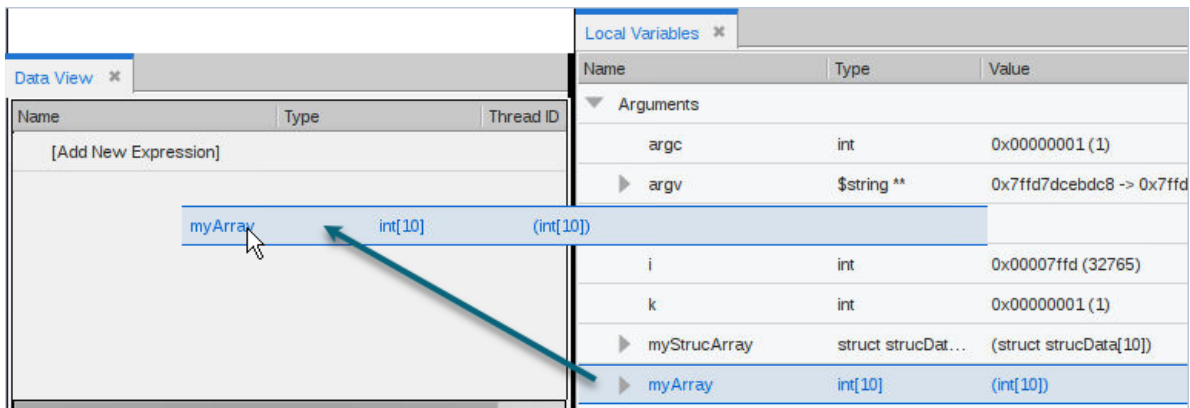 Local Variables
Data View
Name Type Value
Name Type Thread ID
Arguments
[Add New Expression]
argc int 0x00000001 (1)
argv $string ** 0x7ffd7dcebdc8 -> 0x7ffd
myArray int[10] (int[10])
i int 0x00007ffd (32765)
k int 0x00000001 (1)
myStrucArray struct strucDat... (struct strucData[10])
myArray int[10] (int[10])